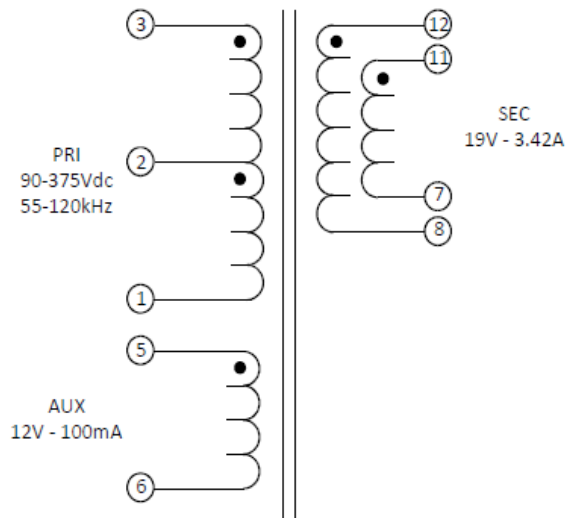 3
12
11
SEC
19V - 3.42A
PRI
90-375Vdc
55-120kHz
2
7
8
1
5
AUX
12V - 100mA
6